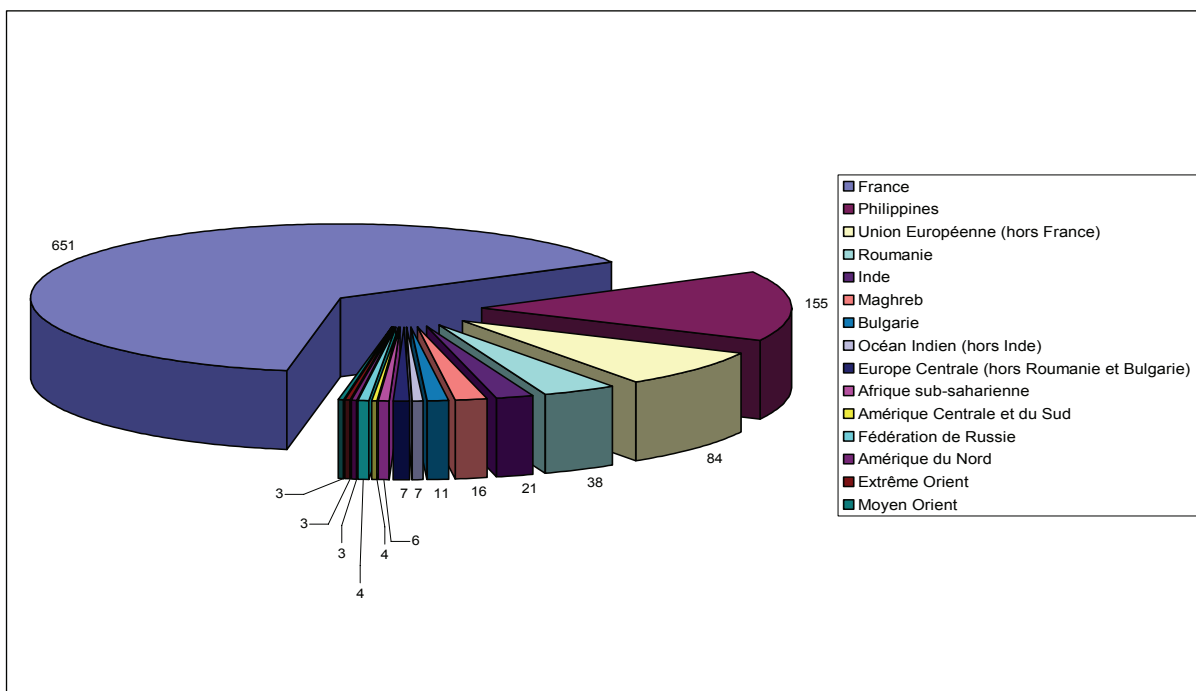 651
155
84
38
21
16
11
7
7
6
4
4
3
3
3
France
Philippines
Union Européenne (hors France)
Roumanie
Inde
Maghreb
Bulgarie
Océan Indien (hors Inde)
Europe Centrale (hors Roumanie et Bulgarie)
Afrique sub-saharienne
Amérique Centrale et du Sud
Fédération de Russie
Amérique du Nord
Extrême Orient
Moyen Orient